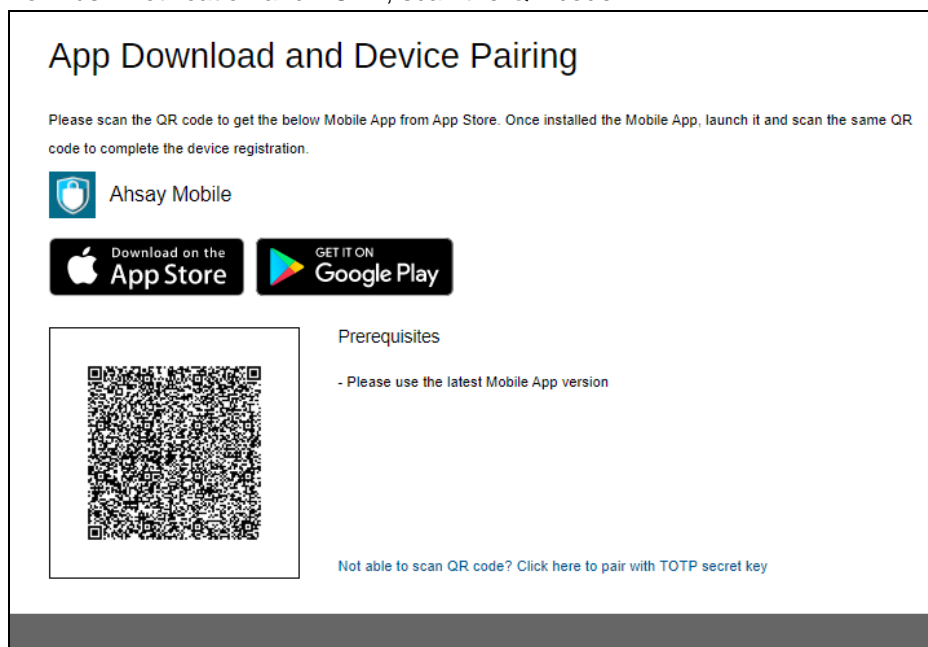 App Download and Device Pairing
Please scan the QR code to get the below Mobile App from App Store. Once installed the Mobile App, launch it and scan the same QR
code to complete the device registration.
Ahsay Mobile
Download on the
App Store
GET IT ON
Google Play
Prerequisites
- Please use the latest Mobile App version
Not able to scan QR code? Click here to pair with TOTP secret key